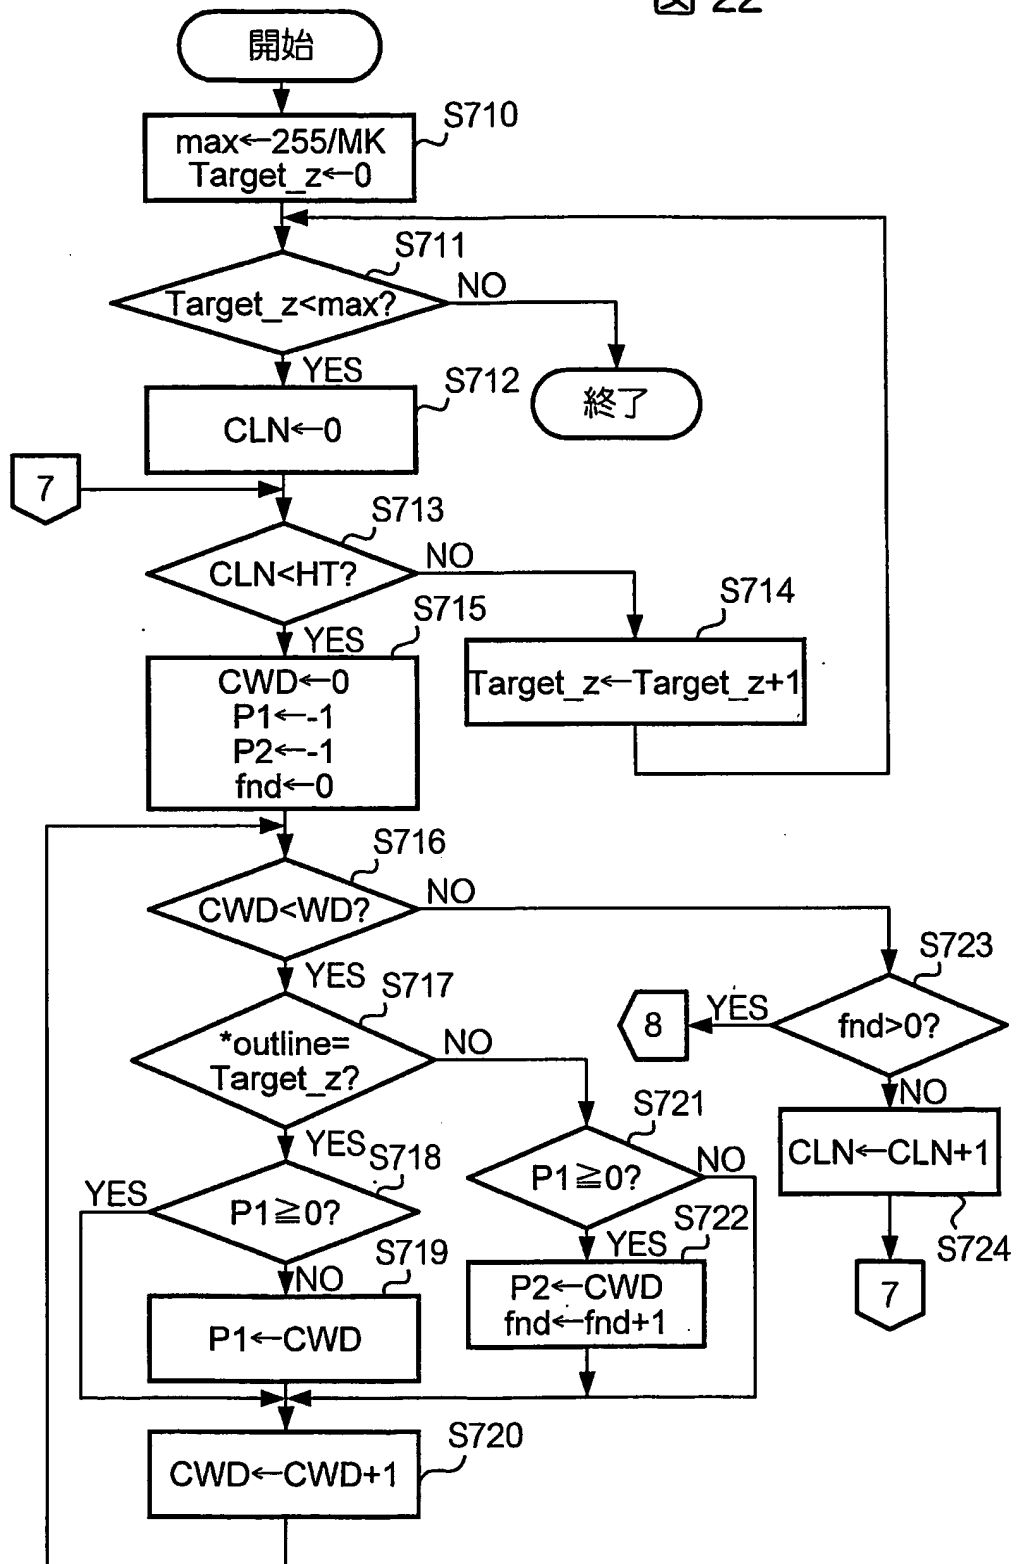 図 22
開始
S710
max←255/MK
Target_z←0
S711
Target_z<max?
NO
YES
S712
CLN←0
終了
7
S713
CLN<HT?
NO
YES
S714
Target_z←Target_z+1
S715
CWD←0
P1←-1
P2←-1
fnd←0
S716
CWD<WD?
NO
YES
S717
*outline=
Target_z?
NO
YES
S723
fnd>0?
YES
8
NO
S718
P1≧0?
YES
NO
S721
P1≧0?
NO
YES
CLN←CLN+1
S724
7
S719
P1←CWD
S722
P2←CWD
fnd←fnd+1
S720
CWD←CWD+1